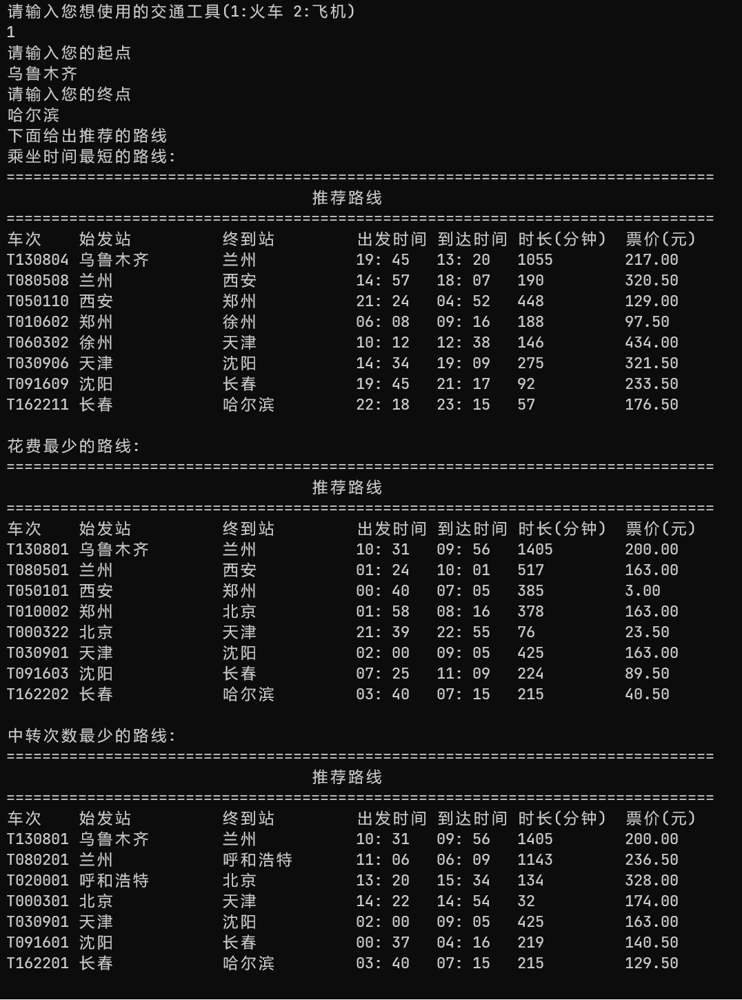 请输入您想使用的交通工具(1:火车 2:飞机)
1
请输入您的起点
乌鲁木齐
请输入您的终点
哈尔滨
下面给出推荐的路线
乘坐时间最短的路线:
===============================================================================
推荐路线
===============================================================================
车次 始发站 终到站 出发时间 到达时间 时长(分钟) 票价(元)
T130804 乌鲁木齐 兰州 19: 45 13: 20 1055 217.00
T080508 兰州 西安 14: 57 18: 07 190 320.50
T050110 西安 郑州 21: 24 04: 52 448 129.00
T010602 郑州 徐州 06: 08 09: 16 188 97.50
T060302 徐州 天津 10: 12 12: 38 146 434.00
T030906 天津 沈阳 14: 34 19: 09 275 321.50
T091609 沈阳 长春 19: 45 21: 17 92 233.50
T162211 长春 哈尔滨 22: 18 23: 15 57 176.50
花费最少的路线:
===============================================================================
推荐路线
===============================================================================
车次 始发站 终到站 出发时间 到达时间 时长(分钟) 票价(元)
T130801 乌鲁木齐 兰州 10: 31 09: 56 1405 200.00
T080501 兰州 西安 01: 24 10: 01 517 163.00
T050101 西安 郑州 00: 40 07: 05 385 3.00
T010002 郑州 北京 01: 58 08: 16 378 163.00
T000322 北京 天津 21: 39 22: 55 76 23.50
T030901 天津 沈阳 02: 00 09: 05 425 163.00
T091603 沈阳 长春 07: 25 11: 09 224 89.50
T162202 长春 哈尔滨 03: 40 07: 15 215 40.50
中转次数最少的路线:
===============================================================================
推荐路线
===============================================================================
车次 始发站 终到站 出发时间 到达时间 时长(分钟) 票价(元)
T130801 乌鲁木齐 兰州 10: 31 09: 56 1405 200.00
T080201 兰州 呼和浩特 11: 06 06: 09 1143 236.50
T020001 呼和浩特 北京 13: 20 15: 34 134 328.00
T000301 北京 天津 14: 22 14: 54 32 174.00
T030901 天津 沈阳 02: 00 09: 05 425 163.00
T091601 沈阳 长春 00: 37 04: 16 219 140.50
T162201 长春 哈尔滨 03: 40 07: 15 215 129.50